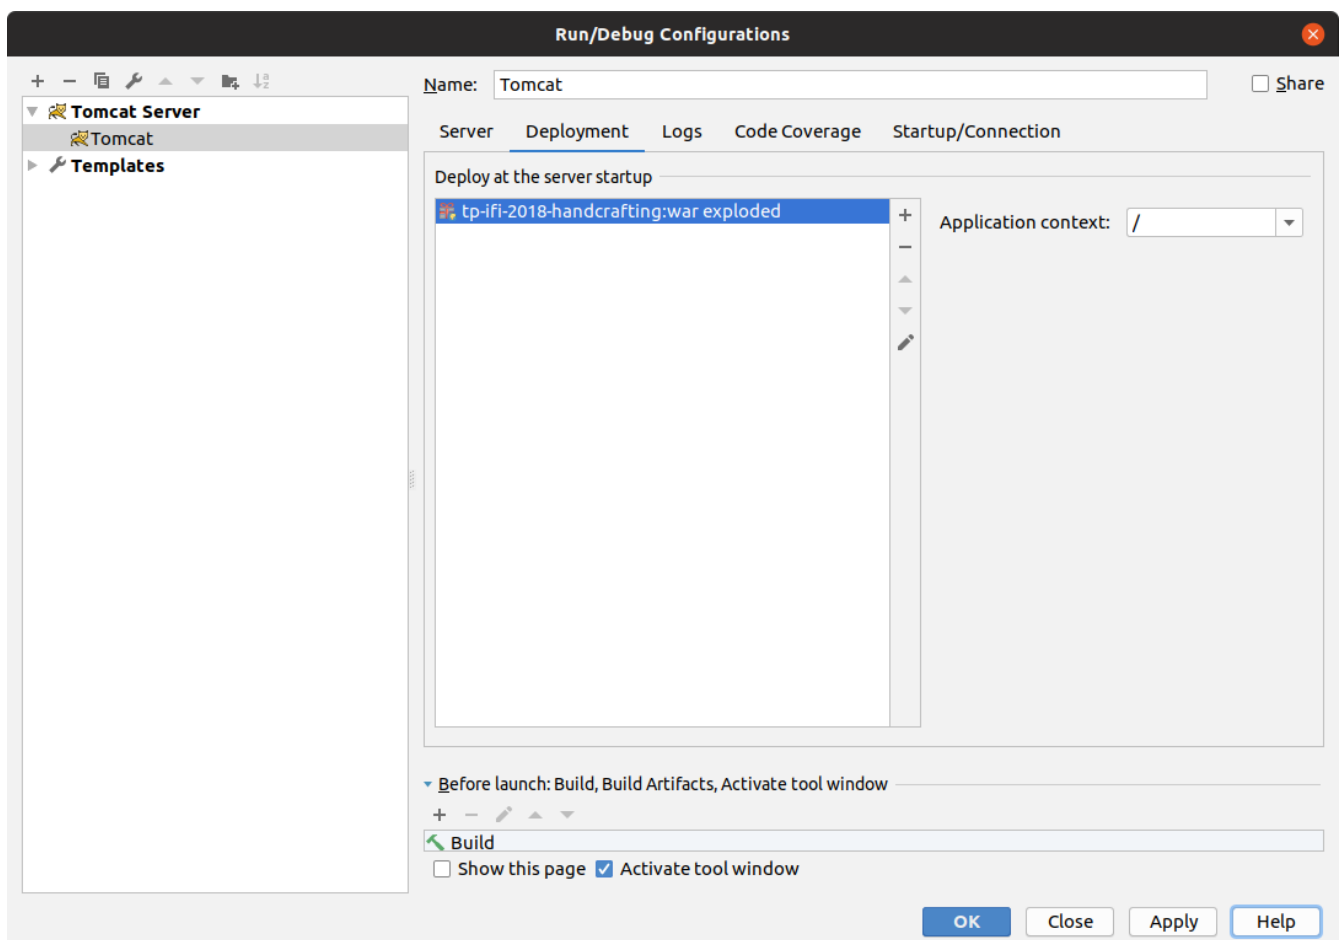 Run/Debug Configurations
Name: Tomcat Share
Tomcat Server
Tomcat
Templates
Server Deployment Logs Code Coverage Startup/Connection
Deploy at the server startup
tp-ifi-2018-handcrafting:war exploded
Application context: /
Before launch: Build, Build Artifacts, Activate tool window
Build
Show this page Activate tool window
OK Close Apply Help